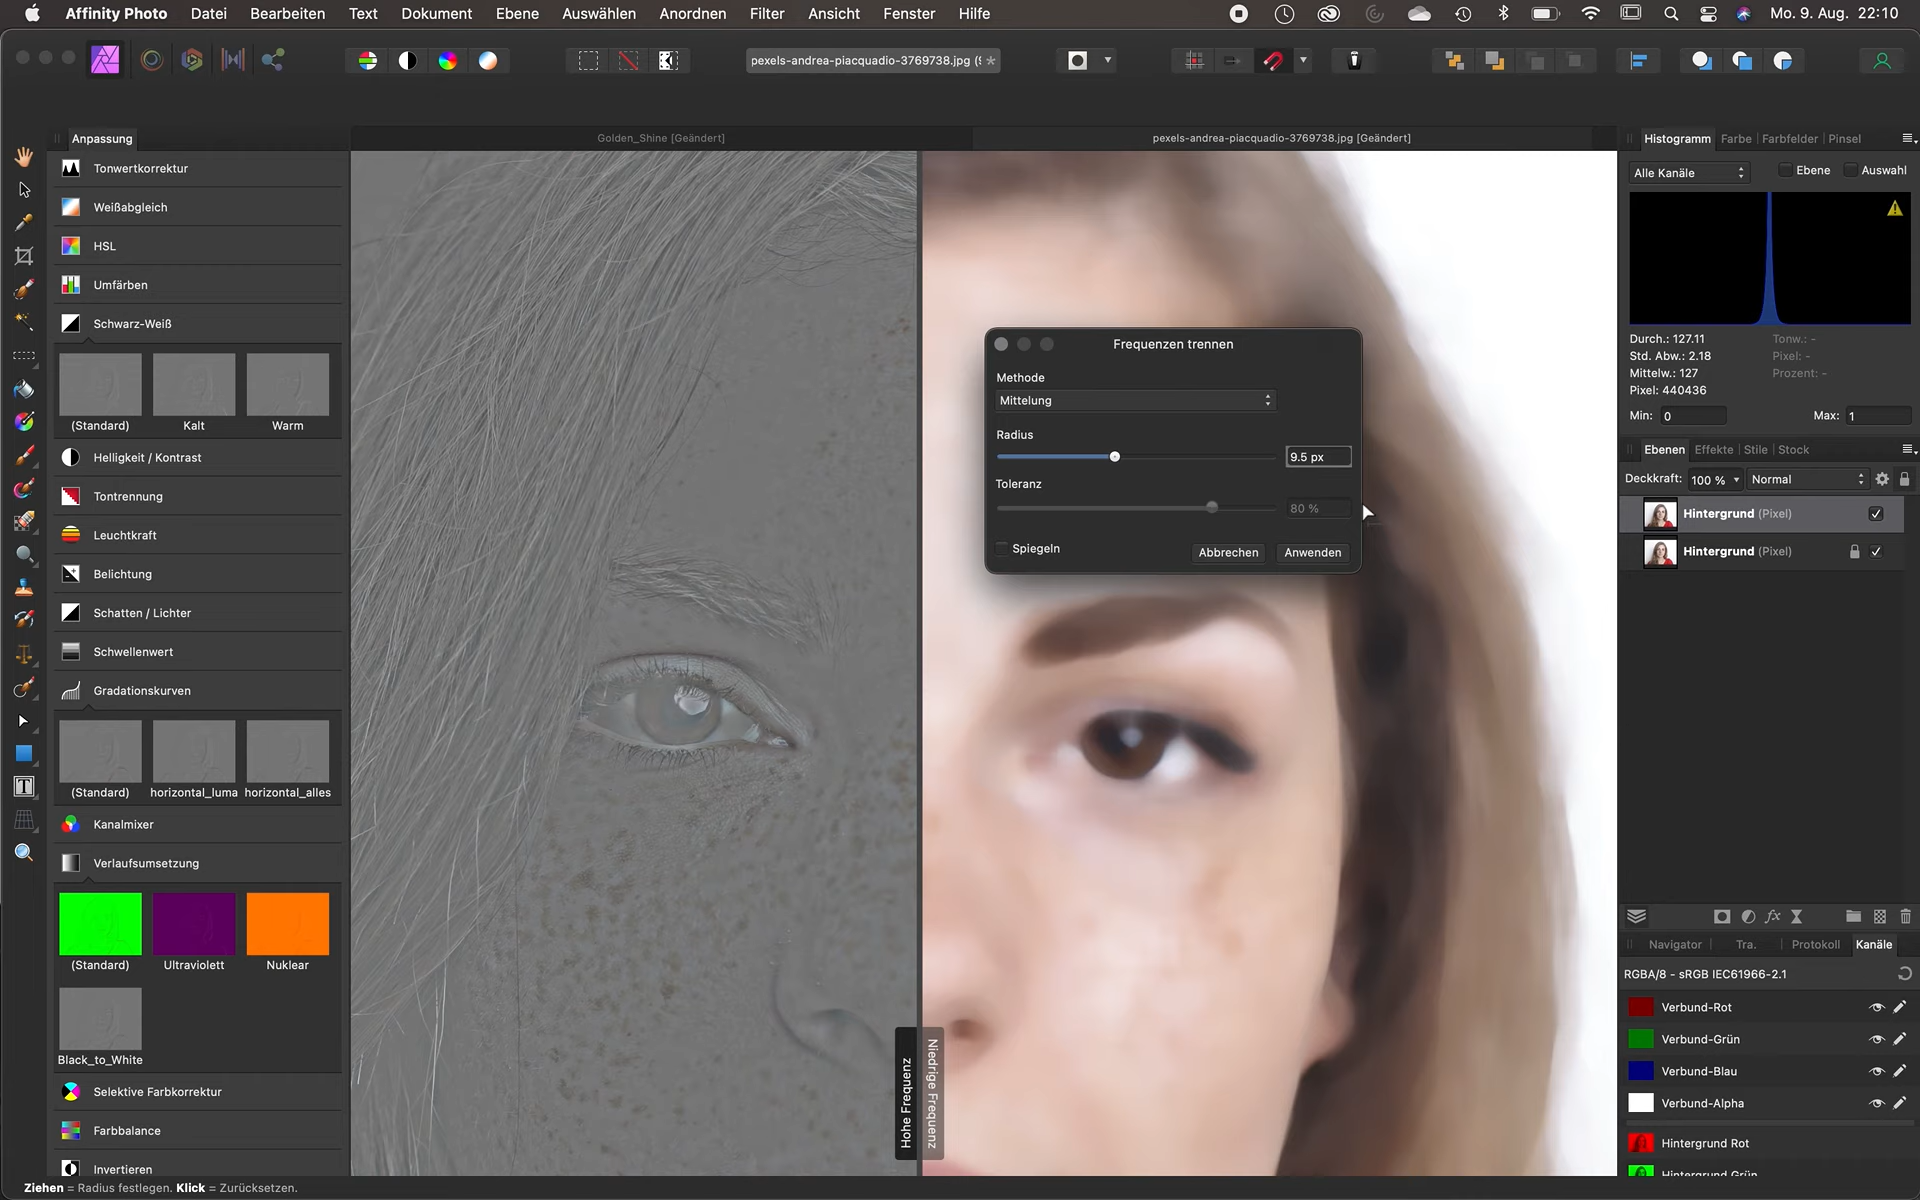 Affinity Photo Datei Bearbeiten Text Dokument Ebene Auswählen Anordnen Filter Ansicht Fenster Hilfe Mo. 9. Aug. 22:10
pexels-andrea-piacquadio-3769738.jpg (9 *
Anpassung
Golden_Shine [Geändert]
pexels-andrea-piacquadio-3769738.jpg [Geändert]
Tonwertkorrektur
Weißabgleich
HSL
Umfärben
Schwarz-Weiß
(Standard) Kalt Warm
Helligkeit / Kontrast
Tontrennung
Leuchtkraft
Belichtung
Schatten / Lichter
Schwellenwert
Gradationskurven
(Standard) horizontal_luma horizontal_alles
Kanalmixer
Verlaufsumsetzung
(Standard) Ultraviolett Nuklear
Black_to_White
Selektive Farbkorrektur
Farbbalance
Invertieren
Ziehen = Radius festlegen. Klick = Zurücksetzen.
Hohe Frequenz
Niedrige Frequenz
Frequenzen trennen
Methode
Mittelung
Radius
9.5 px
Toleranz
80 %
Spiegeln
Abbrechen
Anwenden
Histogramm Farbe Farbfelder Pinsel
Alle Kanäle Ebene Auswahl
Durch.: 127.11 Tonw.: -
Std. Abw.: 2.18 Pixel: -
Mittelw.: 127 Prozent: -
Pixel: 440436
Min: 0 Max: 1
Ebenen Effekte Stile Stock
Deckkraft: 100 % Normal
Hintergrund (Pixel)
Hintergrund (Pixel)
Navigator Tra. Protokoll Kanäle
RGBA/8 - sRGB IEC61966-2.1
Verbund-Rot
Verbund-Grün
Verbund-Blau
Verbund-Alpha
Hintergrund Rot
Hintergrund Grün